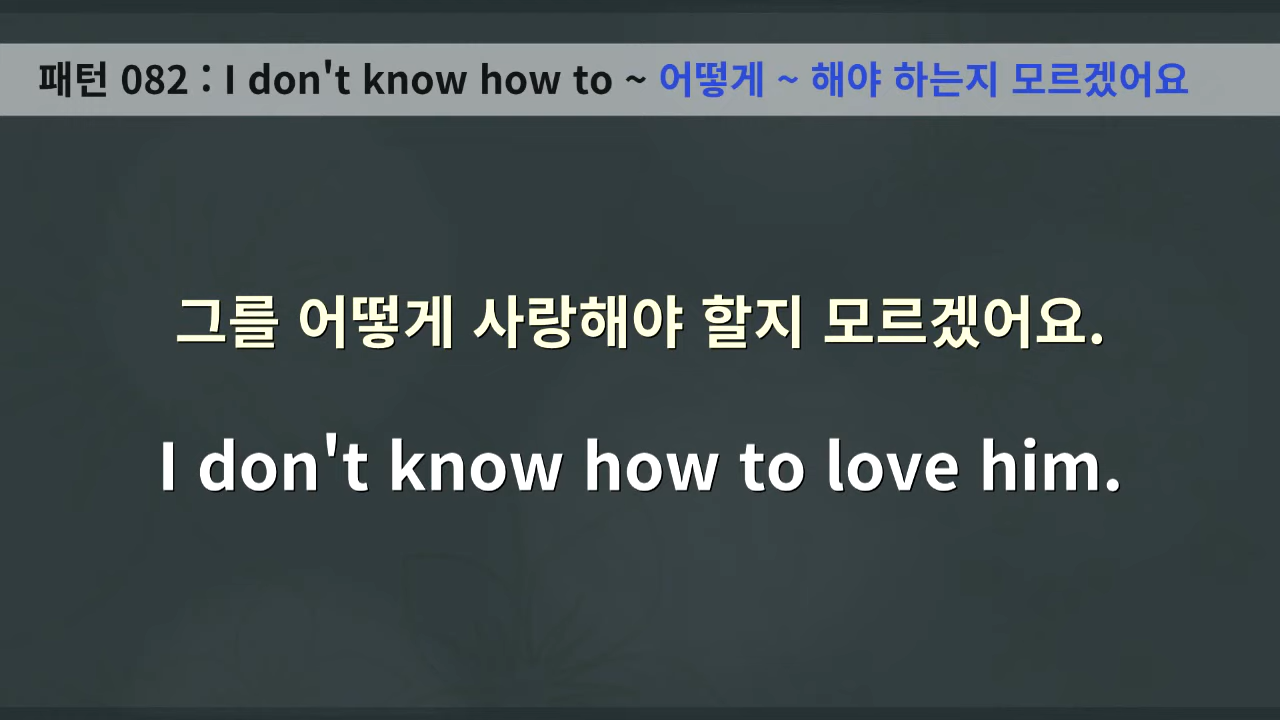 패턴 082 : I don't know how to ~ 어떻게 ~ 해야 하는지 모르겠어요
그를 어떻게 사랑해야 할지 모르겠어요.
I don't know how to love him.